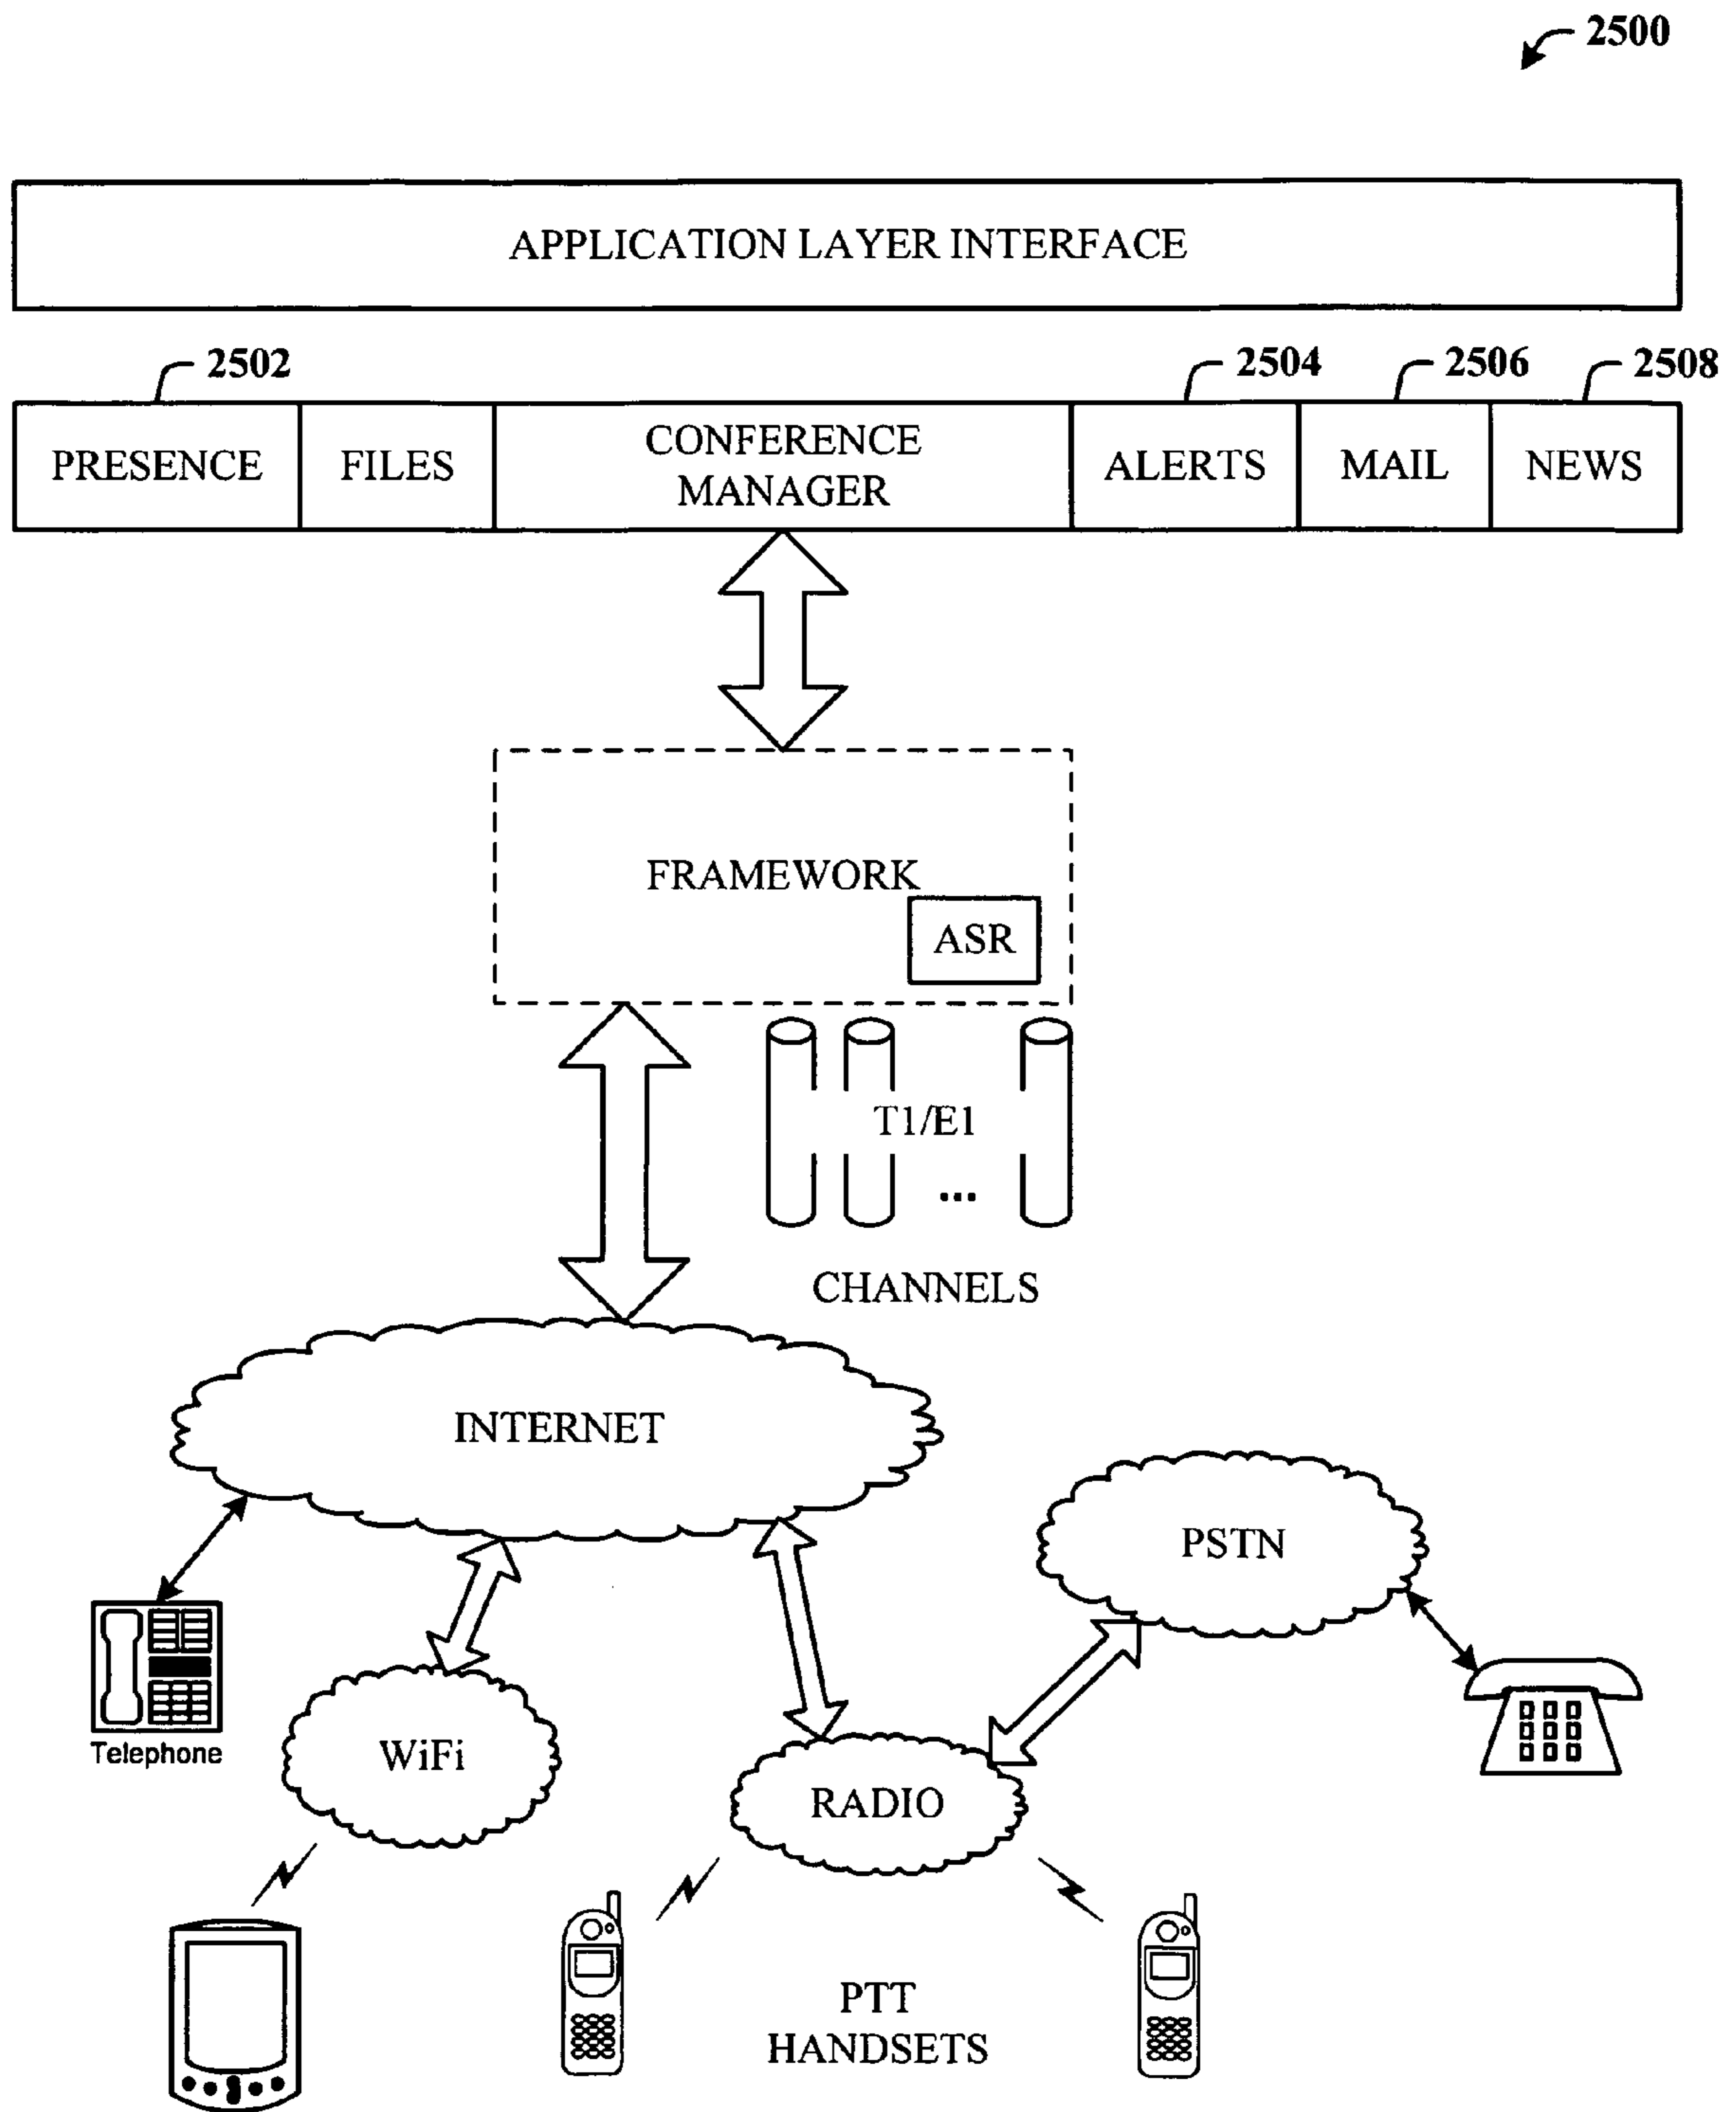 2500
APPLICATION LAYER INTERFACE
2502
2504
2506
2508
PRESENCE
FILES
CONFERENCE
MANAGER
ALERTS
MAIL
NEWS
FRAMEWORK
ASR
T1/E1
...
CHANNELS
INTERNET
PSTN
Telephone
WiFi
RADIO
PTT
HANDSETS